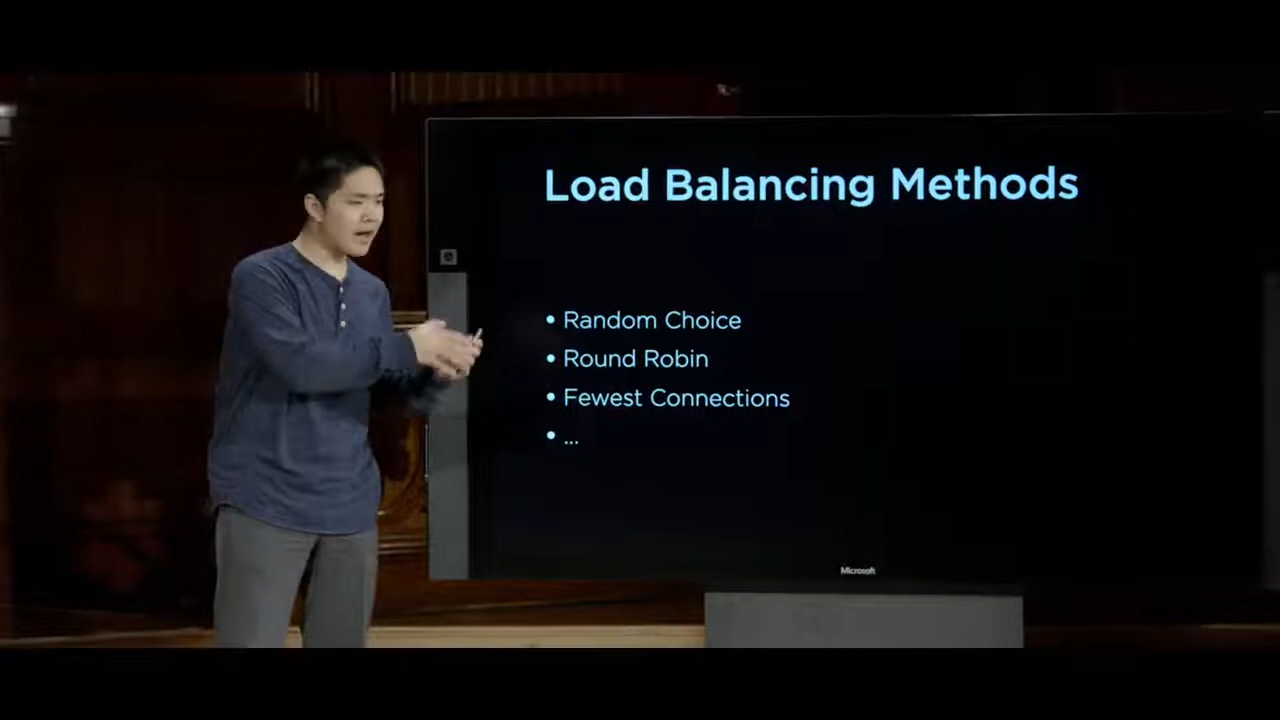 Load Balancing Methods
• Random Choice
• Round Robin
• Fewest Connections
• ...
Microsoft